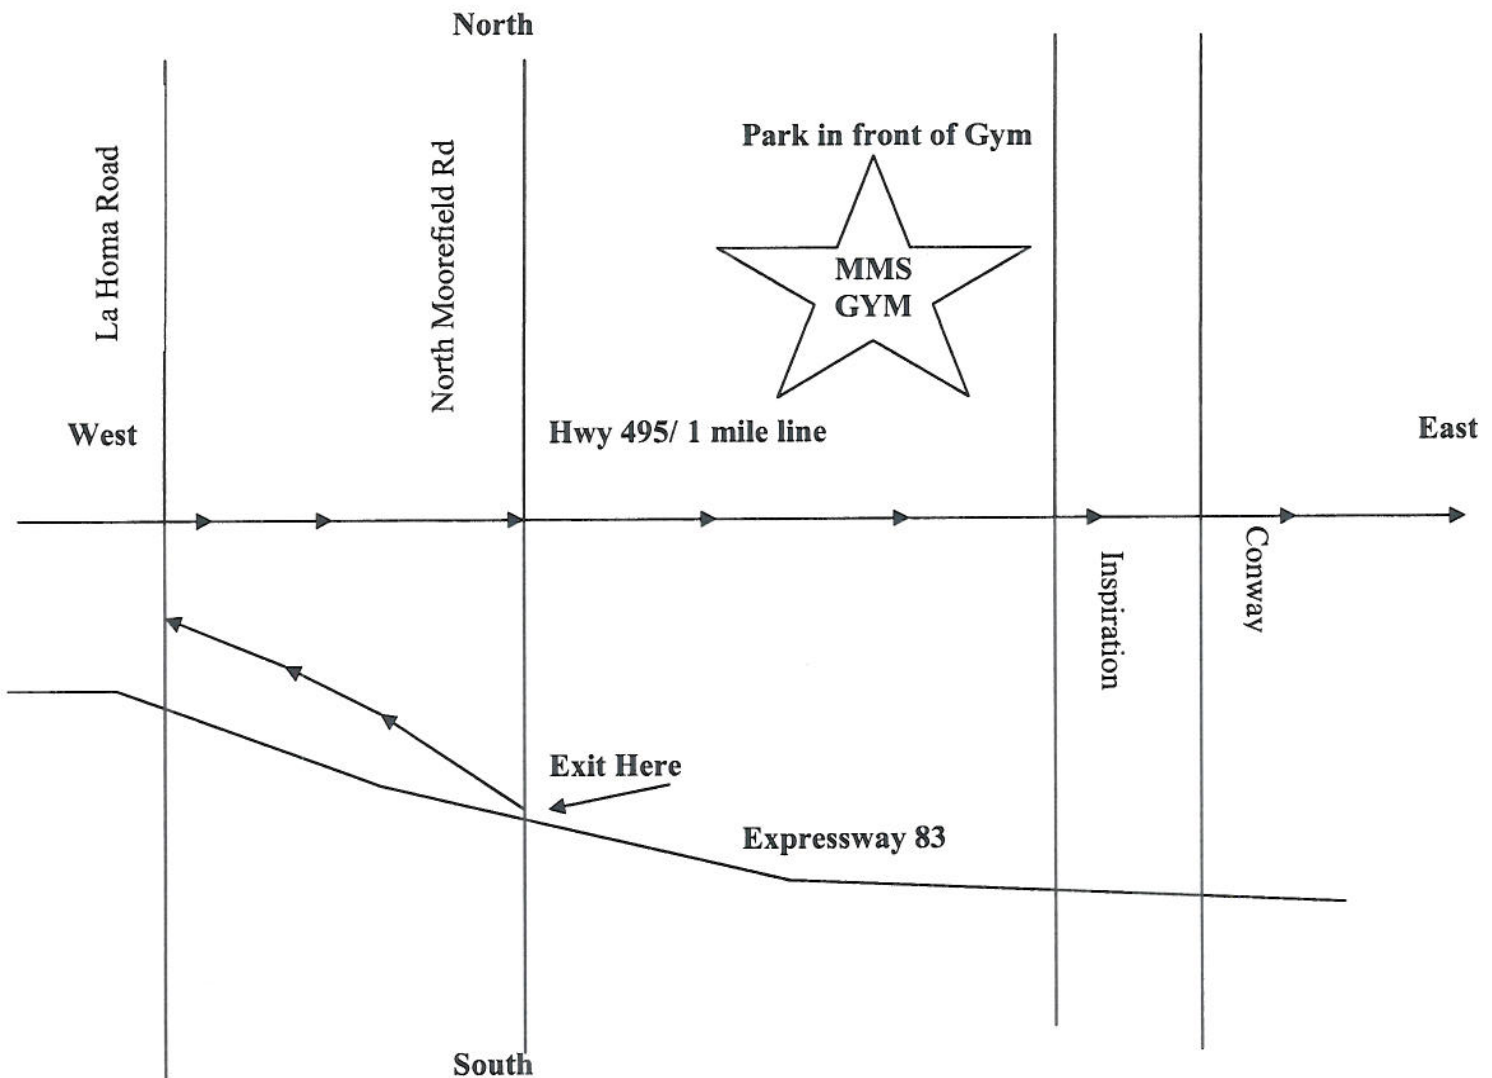 North
Park in front of Gym
La Homa Road
North Moorefield Rd
MMS
GYM
West
Hwy 495/ 1 mile line
East
Inspiration
Conway
Exit Here
Expressway 83
South